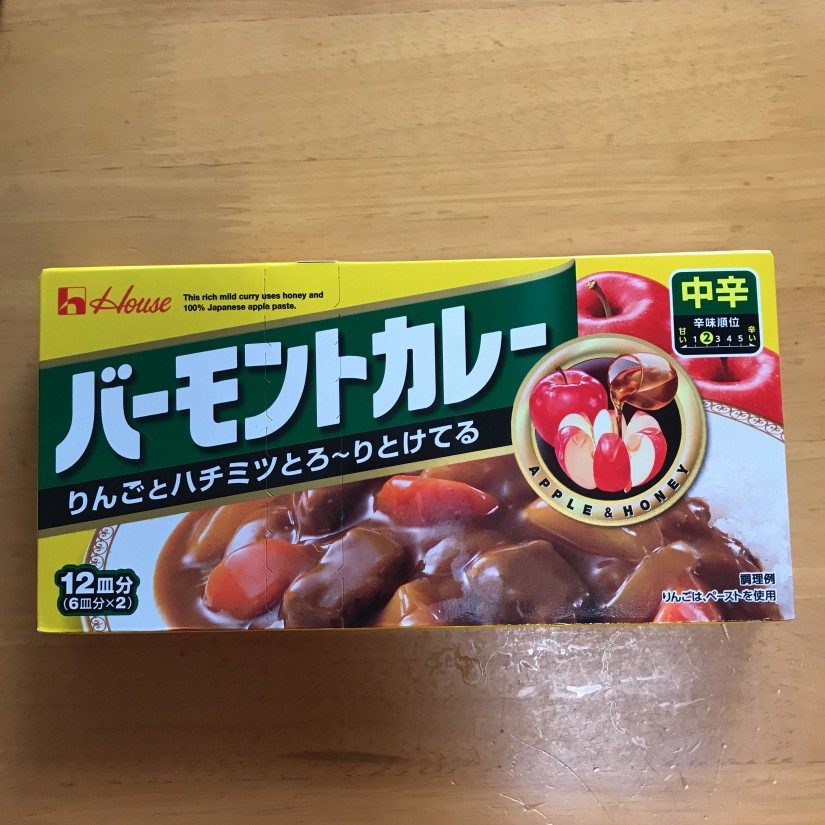 House
This rich mild curry uses honey and
100% Japanese apple paste.
バーモントカレー
りんごとハチミツとろ〜りとけてる
中辛
辛味順位
甘い 1 2 3 4 5 辛い
APPLE & HONEY
12皿分
(6皿分×2)
調理例
りんごは、ペーストを使用